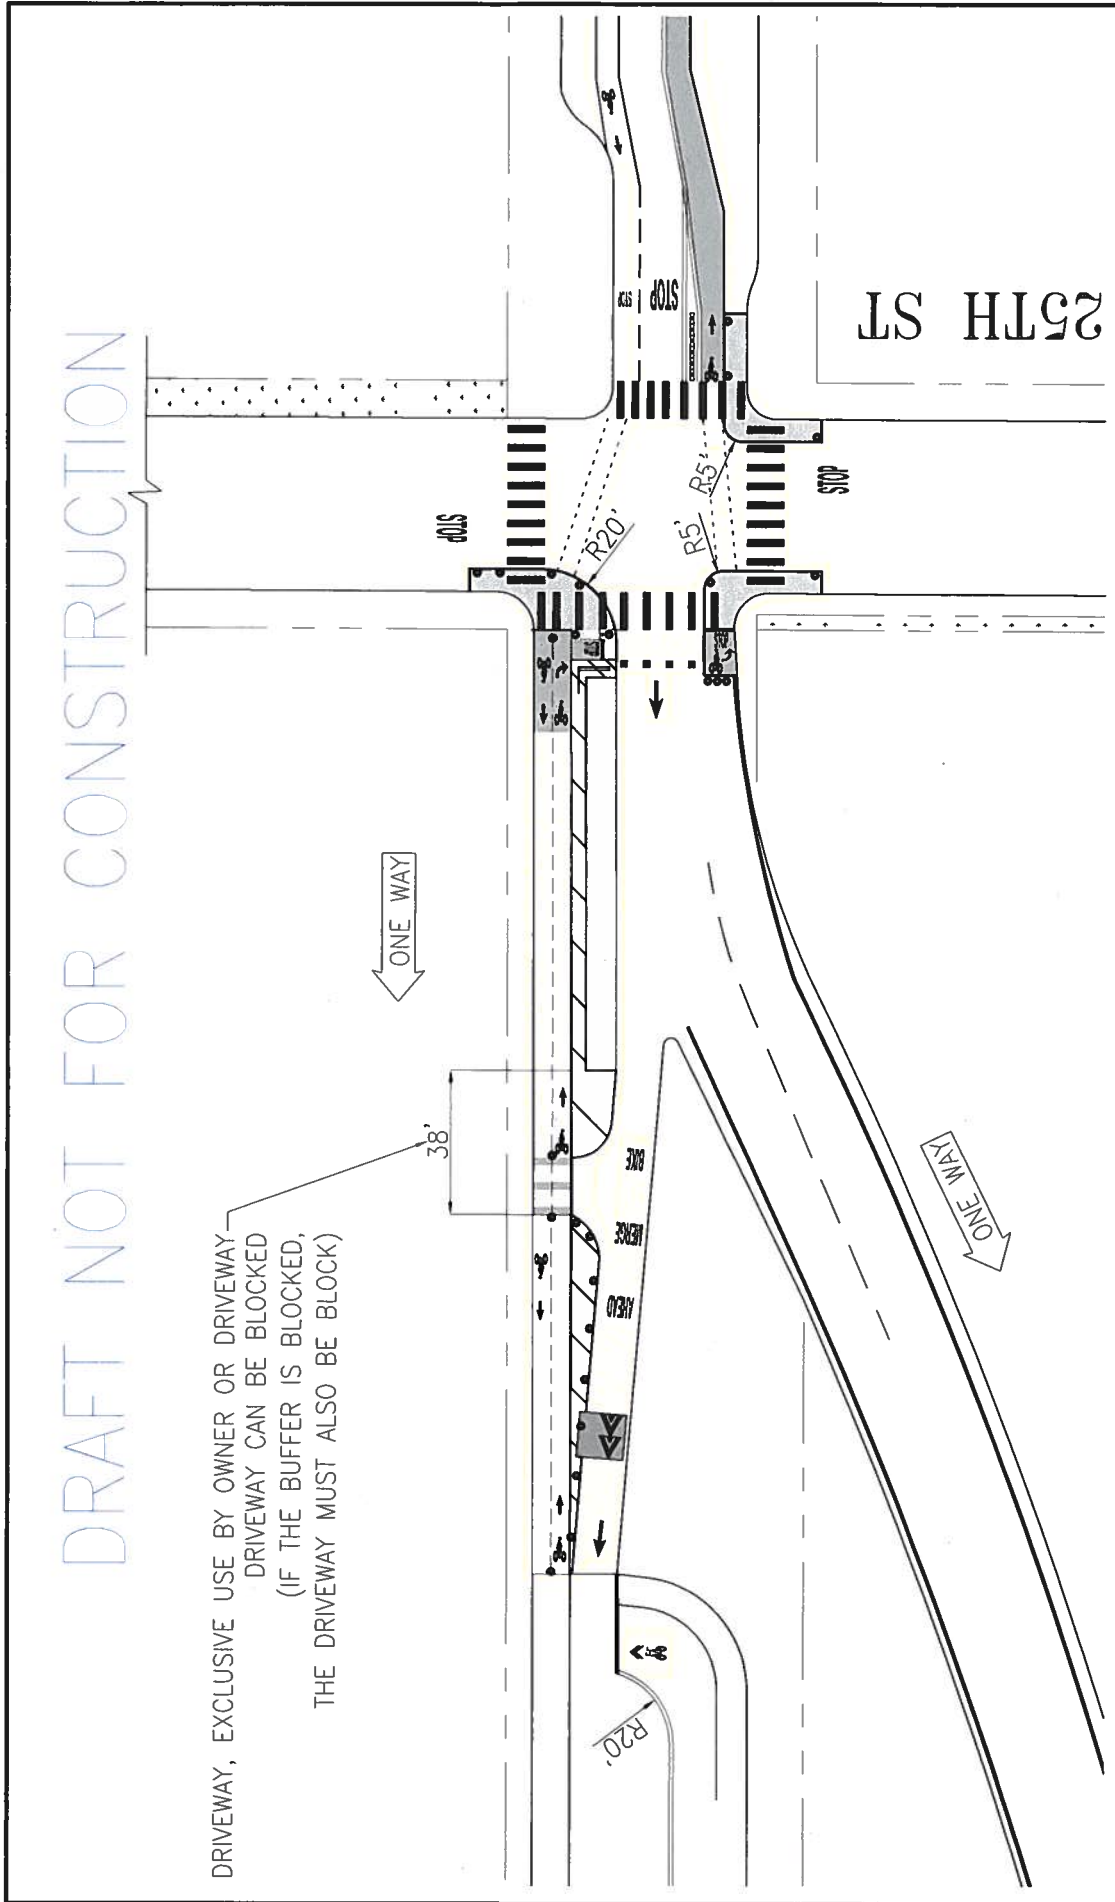 DRAFT NOT FOR CONSTRUCTION
DRIVEWAY, EXCLUSIVE USE BY OWNER OR DRIVEWAY
DRIVEWAY CAN BE BLOCKED
(IF THE BUFFER IS BLOCKED,
THE DRIVEWAY MUST ALSO BE BLOCK)
38'
ONE WAY
STOP
R20'
STOP
STOP
R5'
R5'
STOP
25TH ST
BIKE
MERGE
AHEAD
ONE WAY
R20'